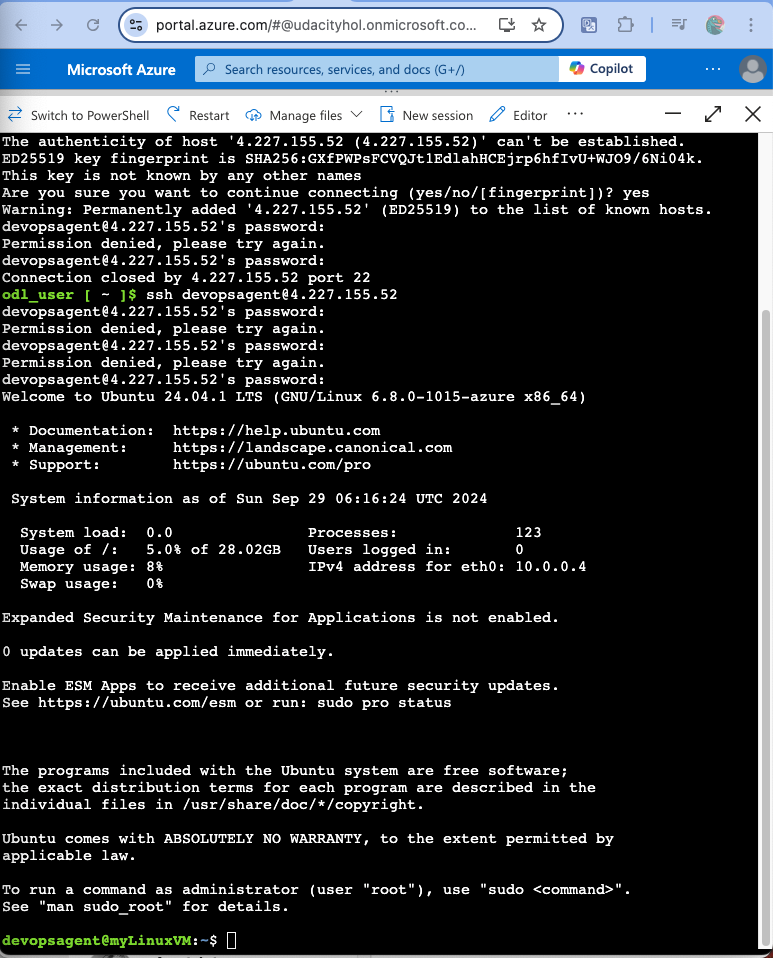 portal.azure.com/#@udacityhol.onmicrosoft.co...
Microsoft Azure
Search resources, services, and docs (G+/)
Copilot
...
Switch to PowerShell
Restart
Manage files
New session
Editor
...
The authenticity of host '4.227.155.52 (4.227.155.52)' can't be established.
ED25519 key fingerprint is SHA256:GXfPWPsFCVQJt1EdlahHCEjrp6hfIvU+WJO9/6Ni04k.
This key is not known by any other names
Are you sure you want to continue connecting (yes/no/[fingerprint])? yes
Warning: Permanently added '4.227.155.52' (ED25519) to the list of known hosts.
devopsagent@4.227.155.52's password:
Permission denied, please try again.
devopsagent@4.227.155.52's password:
Connection closed by 4.227.155.52 port 22
odl_user [ ~ ]$ ssh devopsagent@4.227.155.52
devopsagent@4.227.155.52's password:
Permission denied, please try again.
devopsagent@4.227.155.52's password:
Permission denied, please try again.
devopsagent@4.227.155.52's password:
Welcome to Ubuntu 24.04.1 LTS (GNU/Linux 6.8.0-1015-azure x86_64)
* Documentation: https://help.ubuntu.com
* Management: https://landscape.canonical.com
* Support: https://ubuntu.com/pro
System information as of Sun Sep 29 06:16:24 UTC 2024
System load: 0.0 Processes: 123
Usage of /: 5.0% of 28.02GB Users logged in: 0
Memory usage: 8% IPv4 address for eth0: 10.0.0.4
Swap usage: 0%
Expanded Security Maintenance for Applications is not enabled.
0 updates can be applied immediately.
Enable ESM Apps to receive additional future security updates.
See https://ubuntu.com/esm or run: sudo pro status
The programs included with the Ubuntu system are free software;
the exact distribution terms for each program are described in the
individual files in /usr/share/doc/*/copyright.
Ubuntu comes with ABSOLUTELY NO WARRANTY, to the extent permitted by
applicable law.
To run a command as administrator (user "root"), use "sudo <command>".
See "man sudo_root" for details.
devopsagent@myLinuxVM:~$